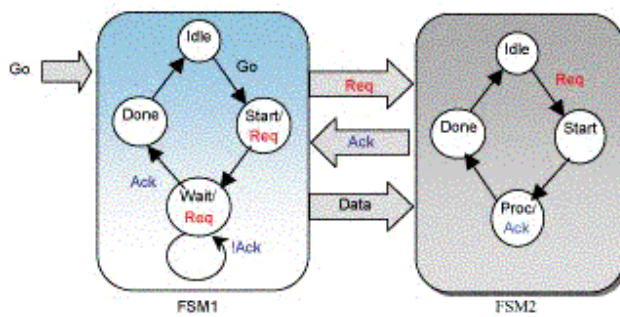 Go
Idle
Go
Done
Start/
Req
Ack
Wait/
Req
!Ack
FSM1
Req
Ack
Data
Idle
Req
Done
Start
Proc/
Ack
FSM2